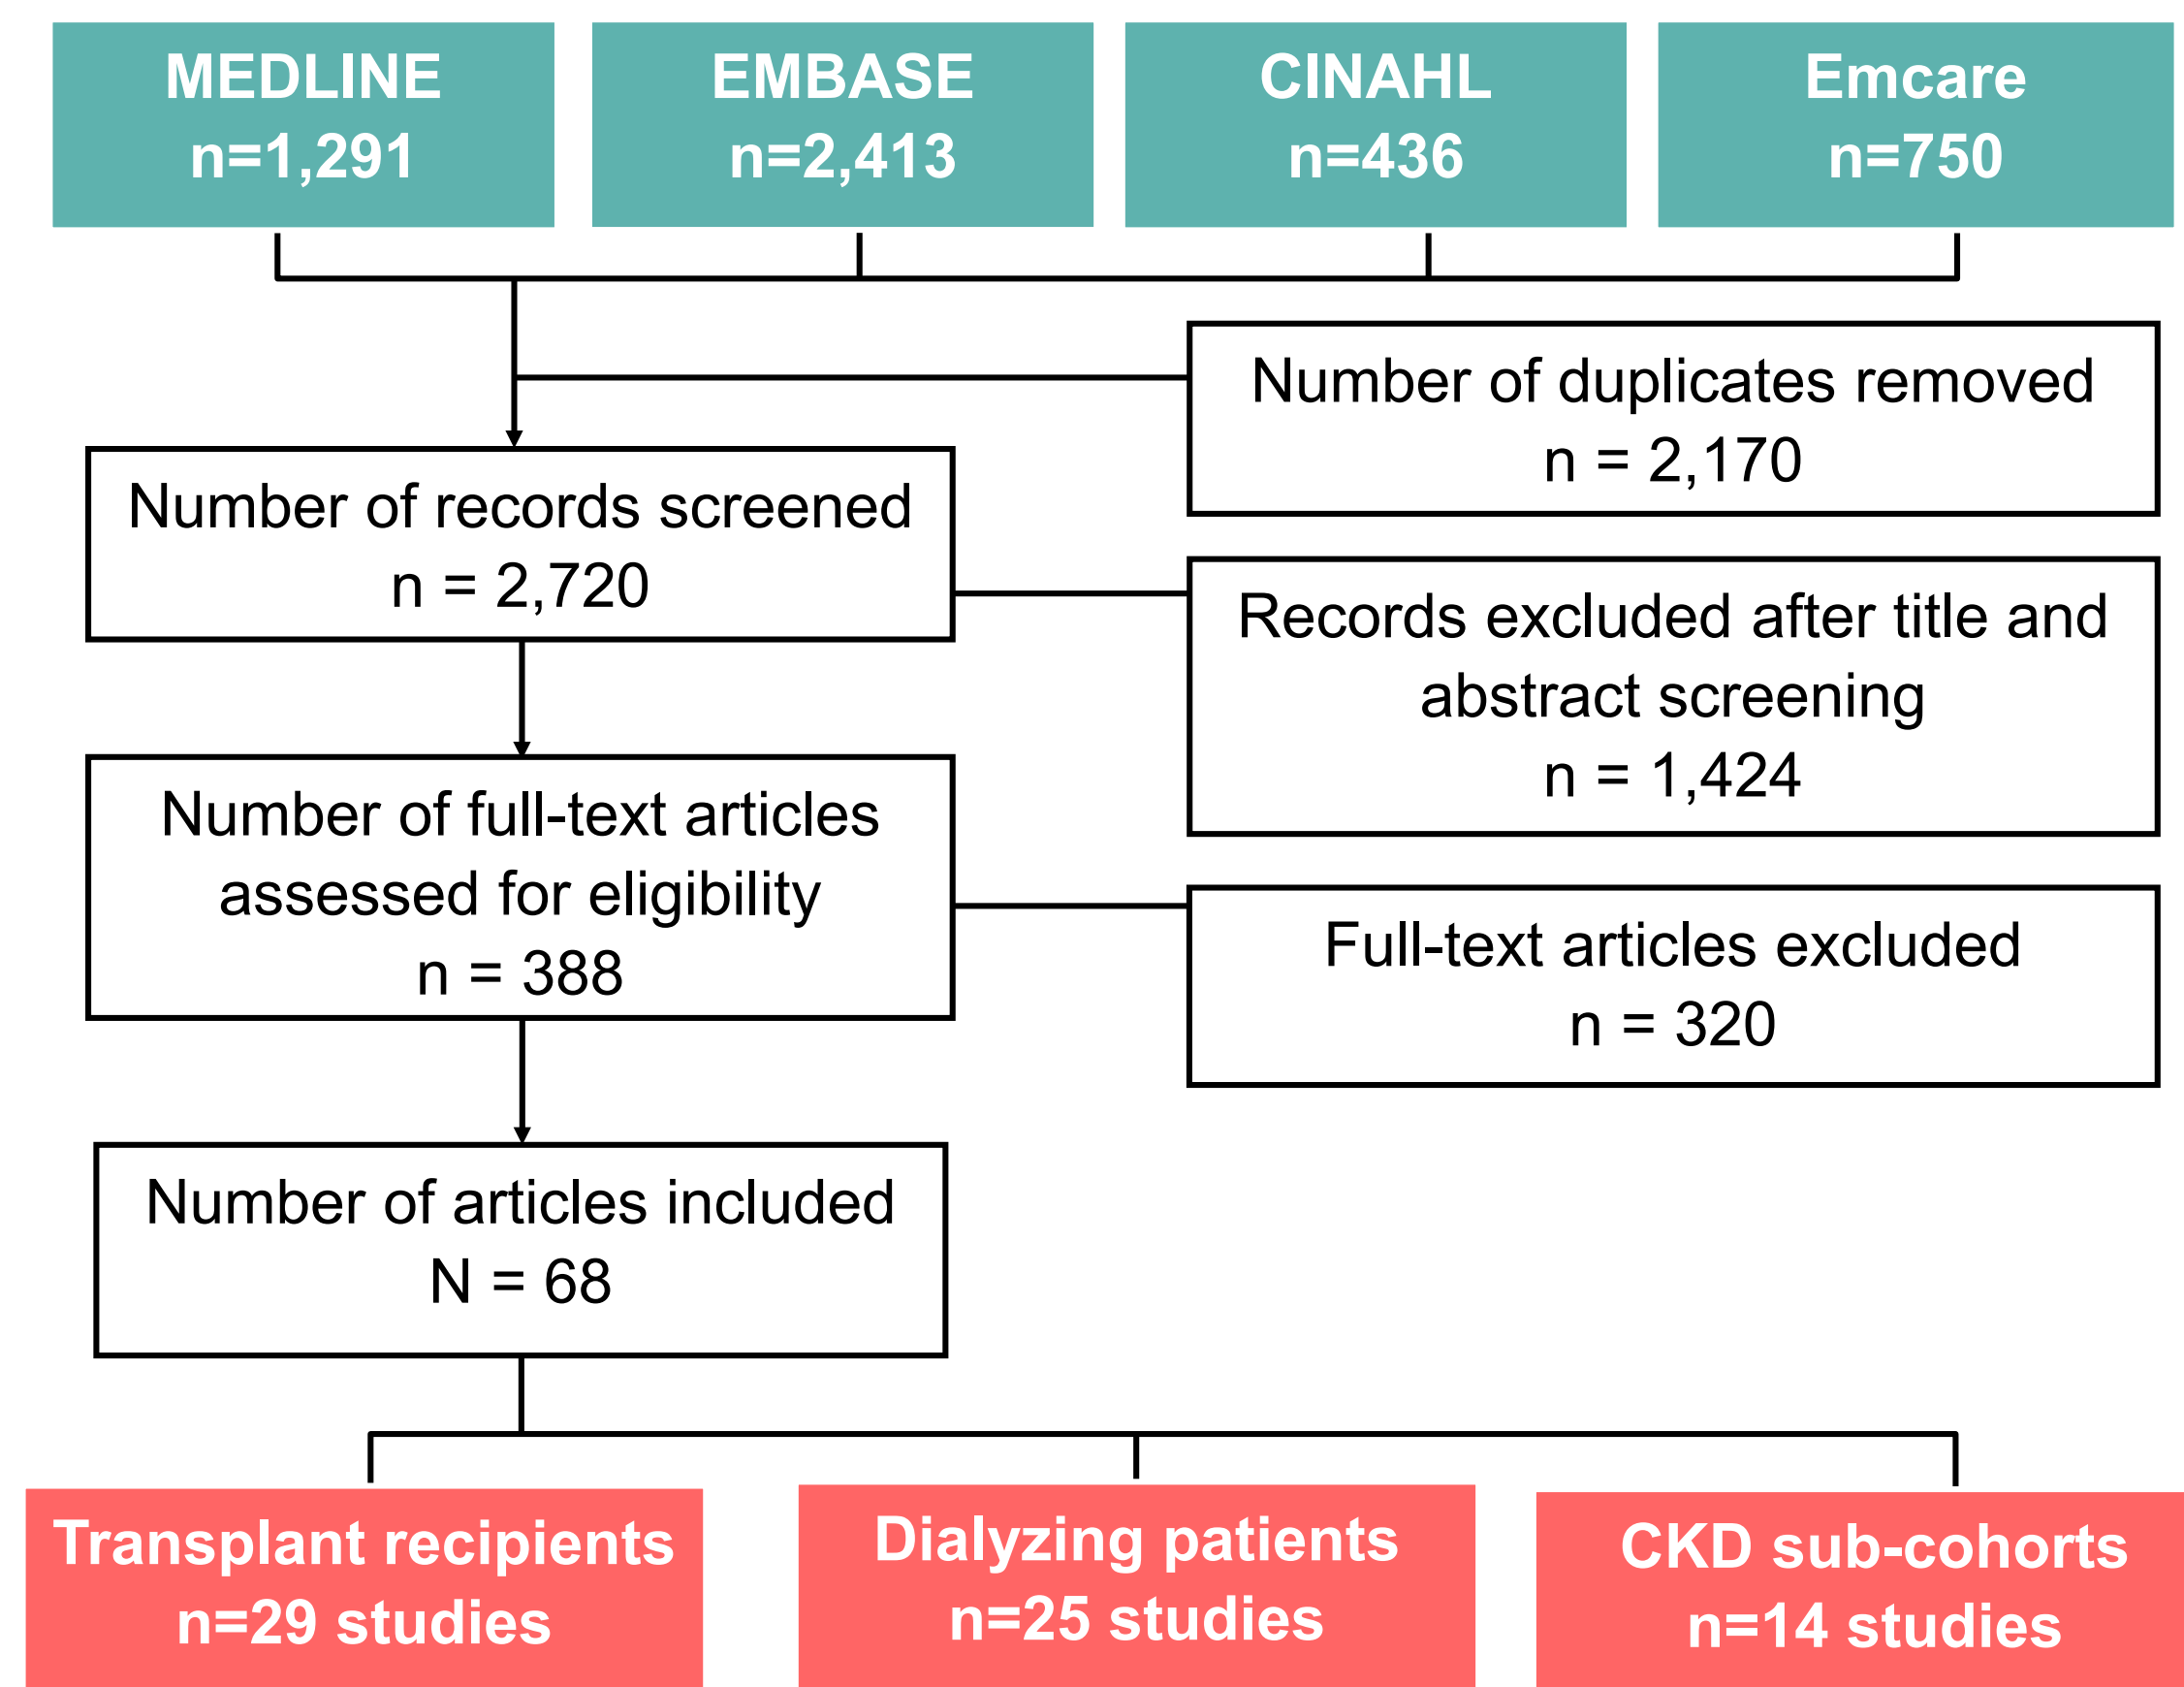 MEDLINE
n=1,291
EMBASE
n=2,413
CINAHL
n=436
Emcare
n=750
Number of duplicates removed
n = 2,170
Number of records screened
n = 2,720
Records excluded after title and
abstract screening
n = 1,424
Number of full-text articles
assessed for eligibility
n = 388
Full-text articles excluded
n = 320
Number of articles included
N = 68
Transplant recipients
n=29 studies
Dialyzing patients
n=25 studies
CKD sub-cohorts
n=14 studies